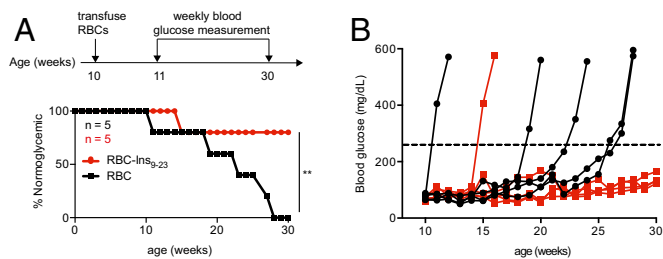 A
transfuse
RBCs
weekly blood
glucose measurement
Age (weeks)
10
11
30
% Normoglycemic
100
50
0
n = 5
n = 5
RBC-Ins9-23
RBC
**
0
10
20
30
age (weeks)
B
Blood glucose (mg/dL)
600
400
200
0
10
15
20
25
30
age (weeks)